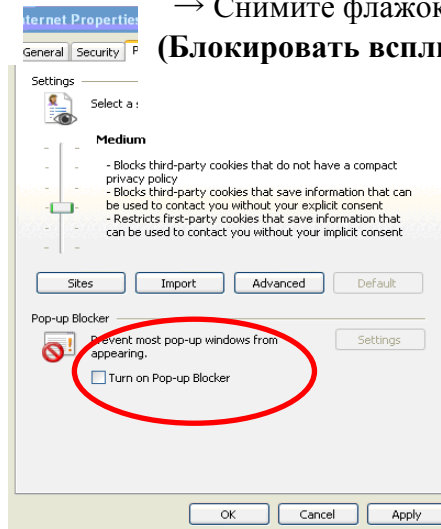 → Снимите флажок
(Блокировать
ternet Properties
General Security
Settings
Select a
Medium
- Blocks third-party cookies that do not have a compact
privacy policy
- Blocks third-party cookies that save information that can
be used to contact you without your explicit consent
- Restricts first-party cookies that save information that
can be used to contact you without your implicit consent
Sites Import Advanced Default
Pop-up Blocker
Prevent most pop-up windows from
appearing.
Settings
Turn on Pop-up Blocker
OK Cancel Apply